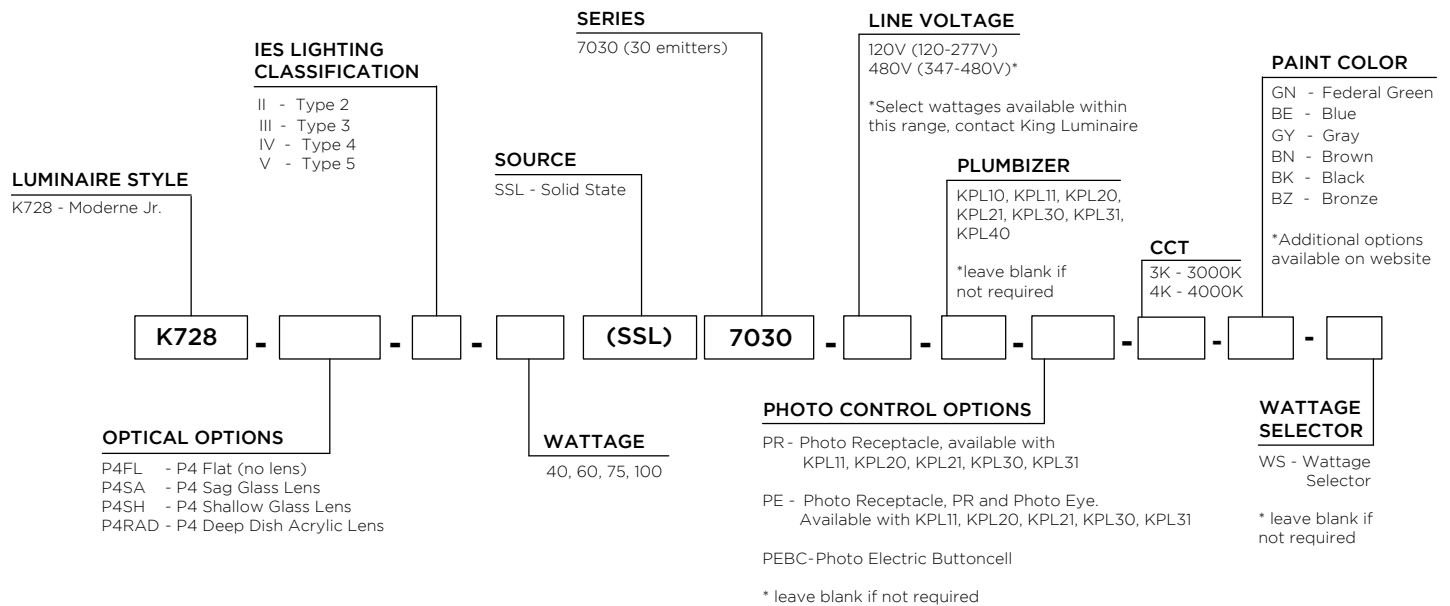 SERIES
7030 (30 emitters)
LINE VOLTAGE
120V (120-277V)
480V (347-480V)*
*Select wattages available within
this range, contact King Luminaire
IES LIGHTING
CLASSIFICATION
II - Type 2
III - Type 3
IV - Type 4
V - Type 5
PAINT COLOR
GN - Federal Green
BE - Blue
GY - Gray
BN - Brown
BK - Black
BZ - Bronze
*Additional options
available on website
SOURCE
SSL - Solid State
PLUMBIZER
KPL10, KPL11, KPL20,
KPL21, KPL30, KPL31,
KPL40
*leave blank if
not required
LUMINAIRE STYLE
K728 - Moderne Jr.
CCT
3K - 3000K
4K - 4000K
K728 - - - (SSL) 7030 - - - - - -
OPTICAL OPTIONS
P4FL - P4 Flat (no lens)
P4SA - P4 Sag Glass Lens
P4SH - P4 Shallow Glass Lens
P4RAD - P4 Deep Dish Acrylic Lens
WATTAGE
40, 60, 75, 100
PHOTO CONTROL OPTIONS
PR - Photo Receptacle, available with
KPL11, KPL20, KPL21, KPL30, KPL31
PE - Photo Receptacle, PR and Photo Eye.
Available with KPL11, KPL20, KPL21, KPL30, KPL31
PEBC-Photo Electric Buttoncell
* leave blank if not required
WATTAGE
SELECTOR
WS - Wattage
Selector
* leave blank if
not required